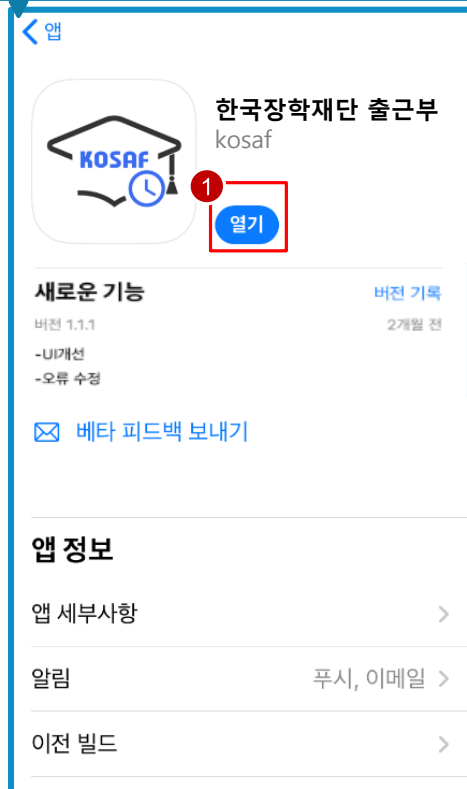 앱
한국장학재단 출근부
kosaf
KOSAF
1
열기
새로운 기능
버전 기록
버전 1.1.1
2개월 전
-UI개선
-오류 수정
베타 피드백 보내기
앱 정보
앱 세부사항
알림
푸시, 이메일
이전 빌드